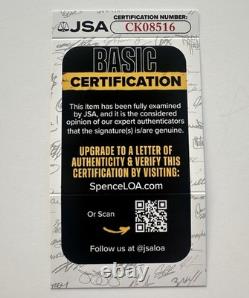 CERTIFICATION NUMBER:
JSA CK08516
BASIC
CERTIFICATION
This item has been fully examined
by JSA, and it is the considered
opinion of our expert authenticators
that the signature(s) is/are genuine.
UPGRADE TO A LETTER OF
AUTHENTICITY & VERIFY THIS
CERTIFICATION BY VISITING:
SpenceLOA.com
Or Scan
Follow us at @jsaloa